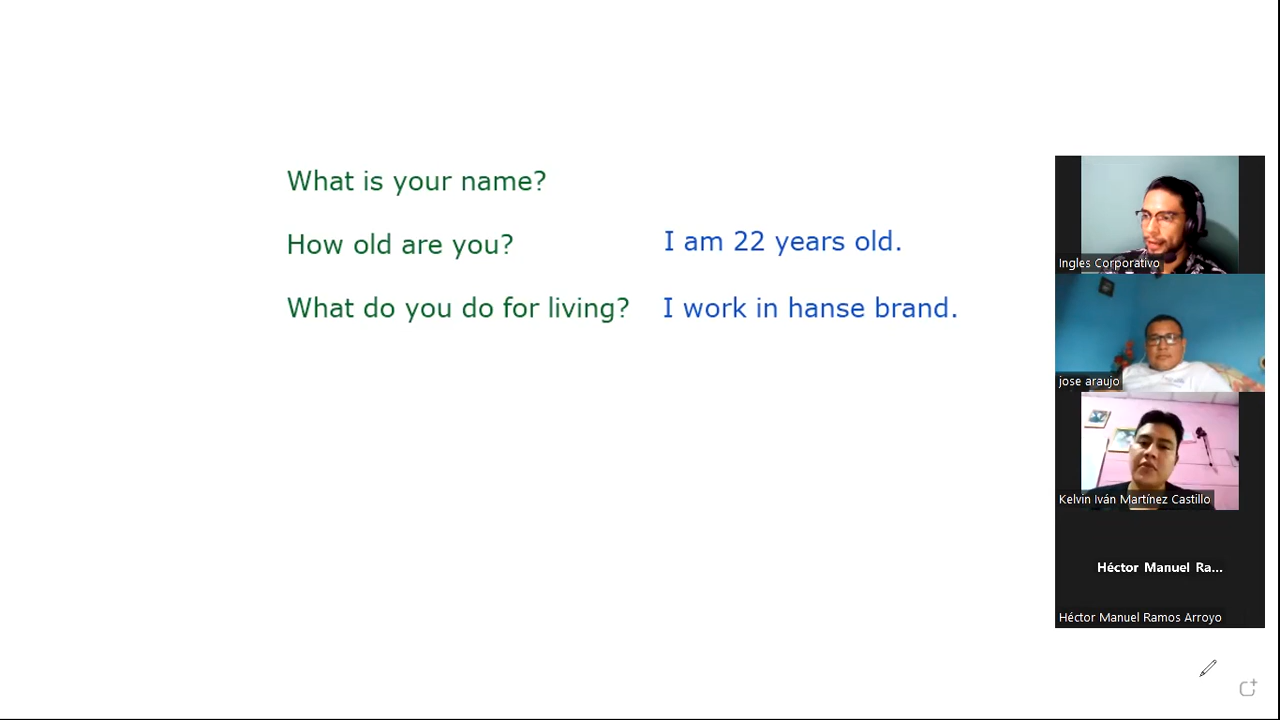 What is your name?
How old are you? I am 22 years old.
What do you do for living? I work in hanse brand.
Ingles Corporativo
jose araujo
Kelvin Iván Martínez Castillo
Héctor Manuel Ra...
Héctor Manuel Ramos Arroyo